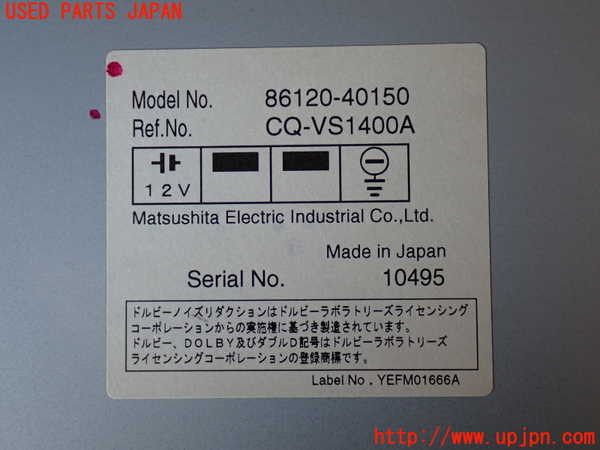 USED PARTS JAPAN
Model No. 86120-40150
Ref.No. CQ-VS1400A
12V
Matsushita Electric Industrial Co.,Ltd.
Made in Japan
Serial No. 10495
ドルビーノイズリダクションはドルビーラボラトリーズライセンシング
コーポレーションからの実施権に基づき製造されています。
ドルビー、DOLBY及びダブルD記号はドルビーラボラトリーズ
ライセンシングコーポレーションの登録商標です。
Label No. YEFM01666A
http://www.upjpn.com/